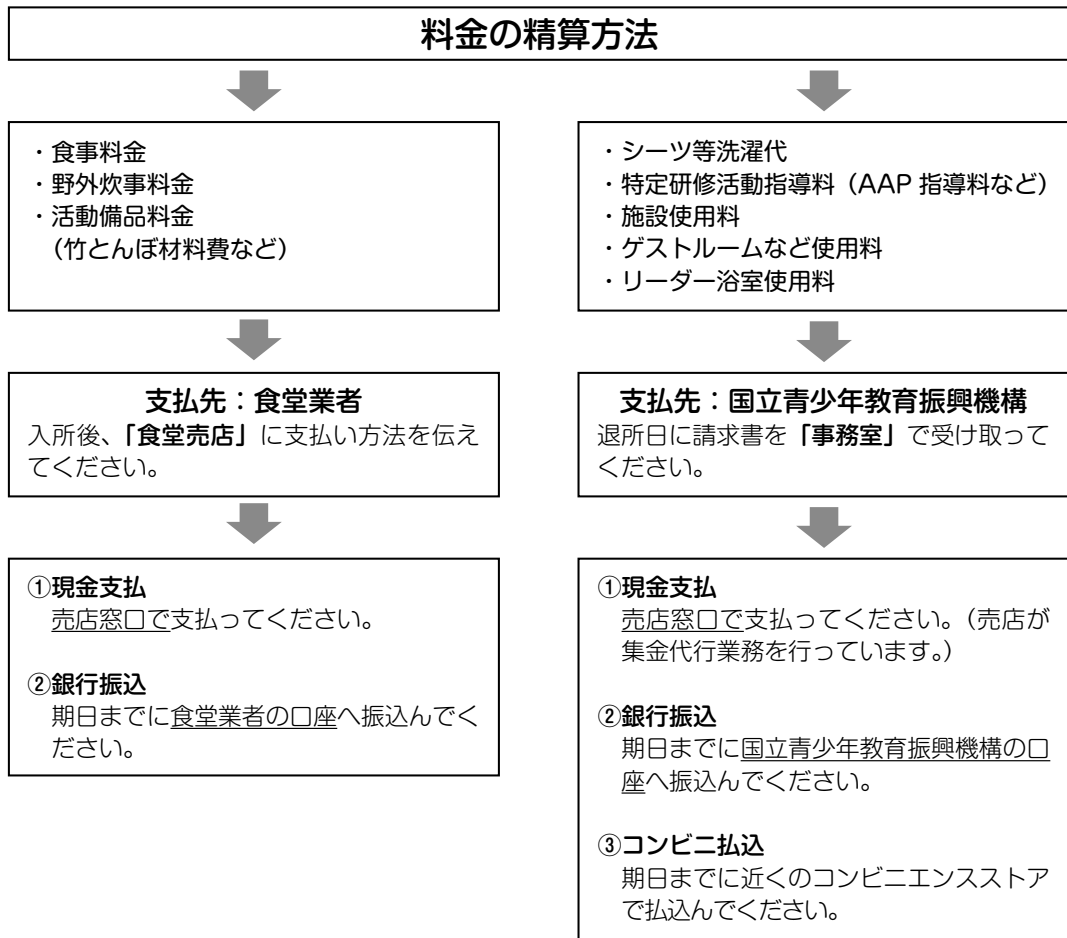 料金の精算方法
・食事料金
・野外炊事料金
・活動備品料金
（竹とんぼ材料費など）
支払先：食堂業者
入所後、「食堂売店」に支払い方法を伝え
てください。
①現金支払
売店窓口で支払ってください。
②銀行振込
期日までに食堂業者の口座へ振込んでく
ださい。
・シーツ等洗濯代
・特定研修活動指導料（AAP 指導料など）
・施設使用料
・ゲストルームなど使用料
・リーダー浴室使用料
支払先：国立青少年教育振興機構
退所日に請求書を「事務室」で受け取って
ください。
①現金支払
売店窓口で支払ってください。（売店が
集金代行業務を行っています。）
②銀行振込
期日までに国立青少年教育振興機構の口
座へ振込んでください。
③コンビニ払込
期日までに近くのコンビニエンスストア
で払込んでください。